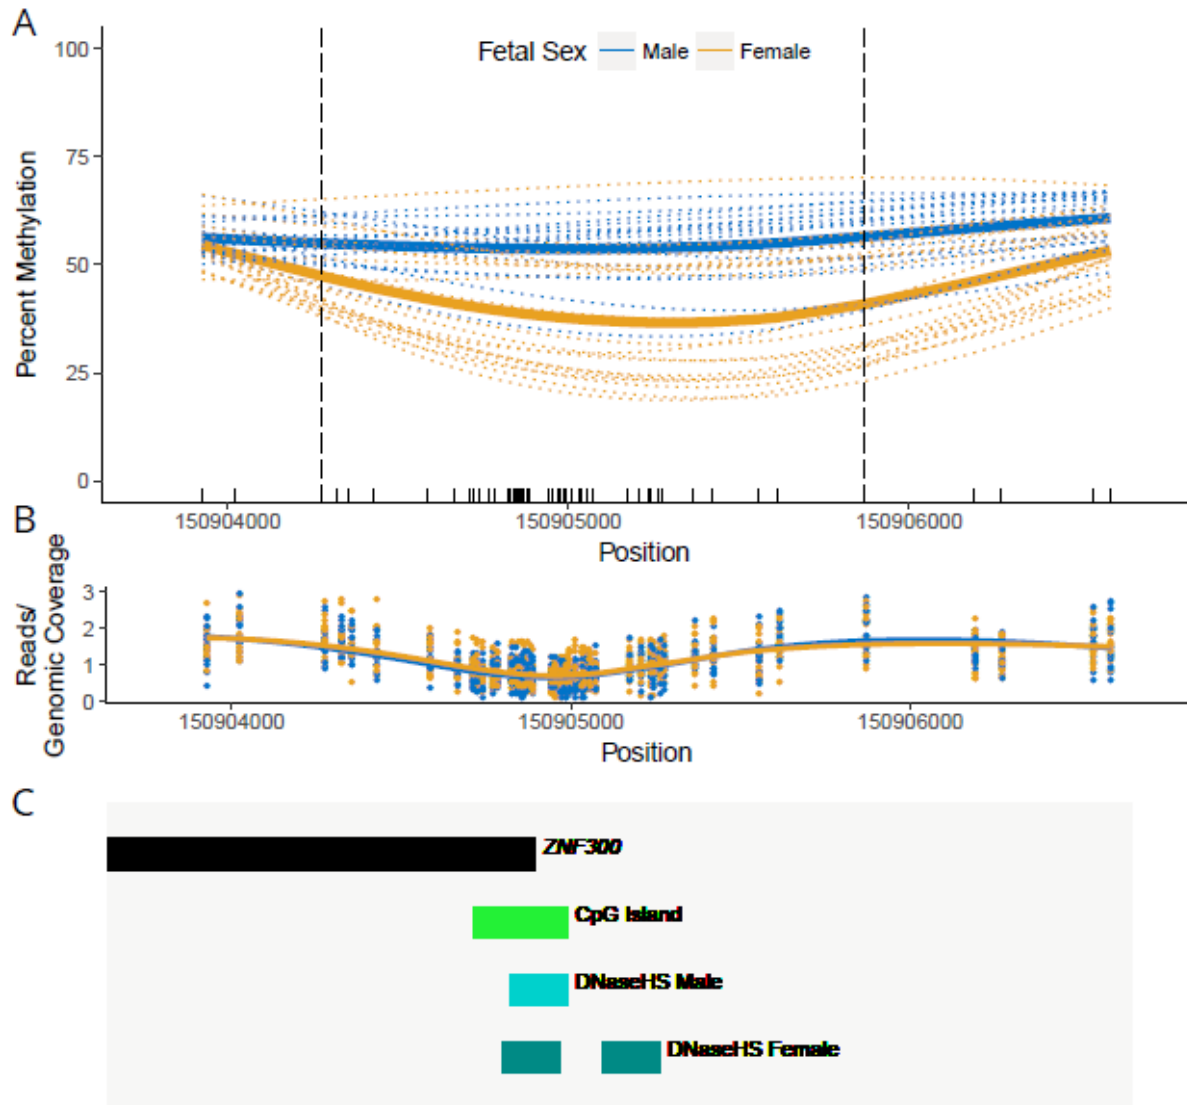 A
Fetal Sex Male Female
100
75
50
25
0
Percent Methylation
150904000 150905000 150906000
Position
B
3
2
1
0
Reads/
Genomic Coverage
150904000 150905000 150906000
Position
C
ZNF300
CpG Island
DNaseHS Male
DNaseHS Female